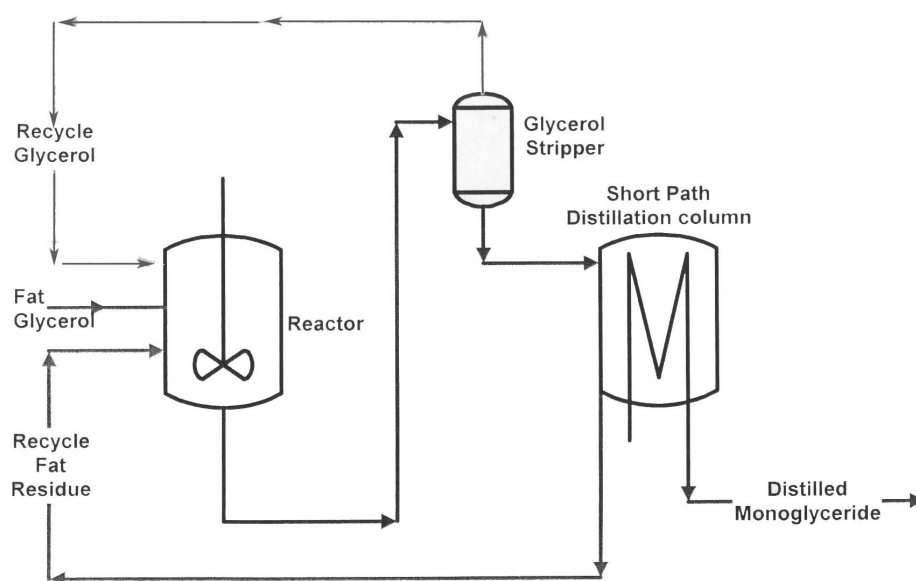 Recycle
Glycerol
Glycerol
Stripper
Short Path
Distillation column
Fat
Glycerol
Reactor
Recycle
Fat
Residue
Distilled
Monoglyceride